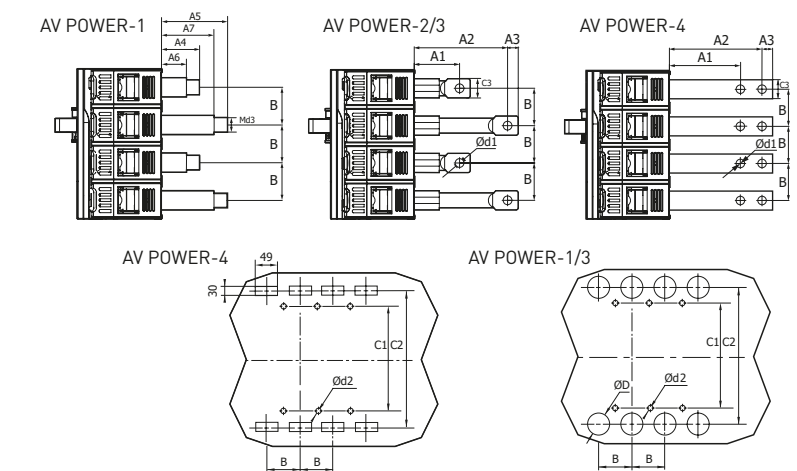 AV POWER-1
A5
A7
A4
A6
B
Md3
B
B
AV POWER-2/3
A2
A3
A1
C3
B
B
Ød1
B
AV POWER-4
A2
A3
A1
C3
B
B
Ød1
B
AV POWER-4
49
30
C1
C2
Ød2
B
B
AV POWER-1/3
C1
C2
ØD
Ød2
B
B